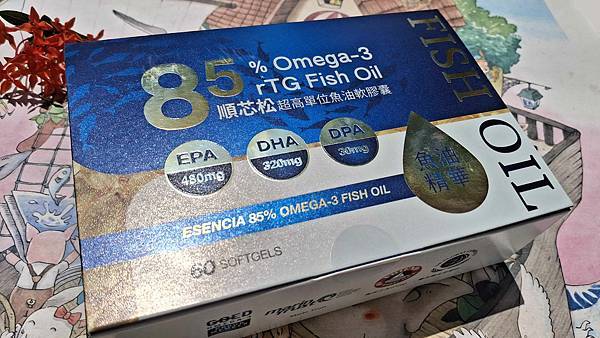 85% Omega-3
rTG Fish Oil
順芯松超高單位魚油軟膠囊
EPA
480mg
DHA
320mg
DPA
30mg
FISH
OIL
魚油
精華
ESENCIA 85% OMEGA-3 FISH OIL
60 SOFTGELS
GOED